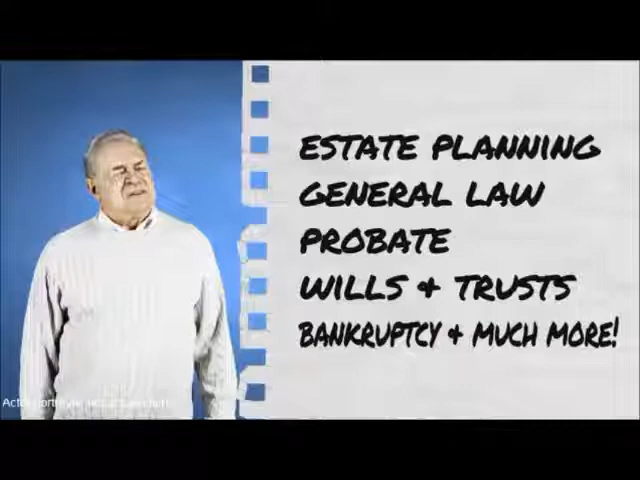 ESTATE PLANNING
GENERAL LAW
PROBATE
WILLS & TRUSTS
BANKRUPTCY & MUCH MORE!